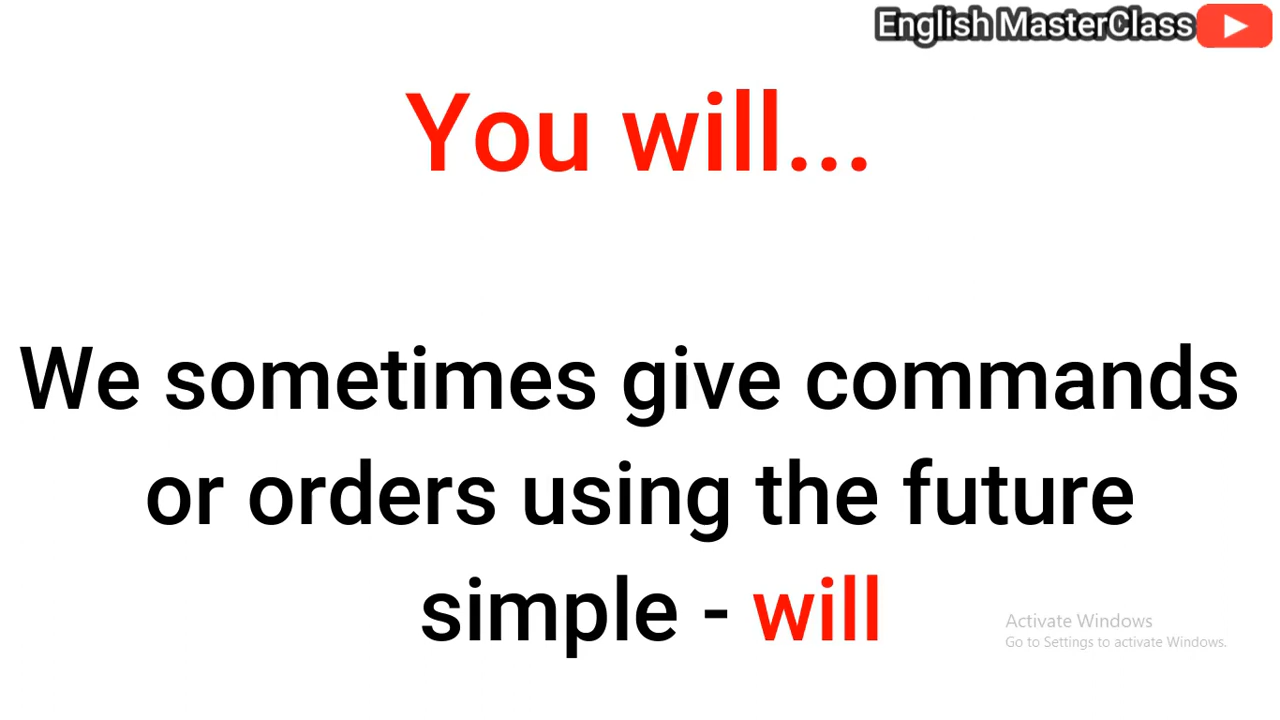 English MasterClass
You will...
We sometimes give commands
or orders using the future
simple - will
Activate Windows
Go to Settings to activate Windows.